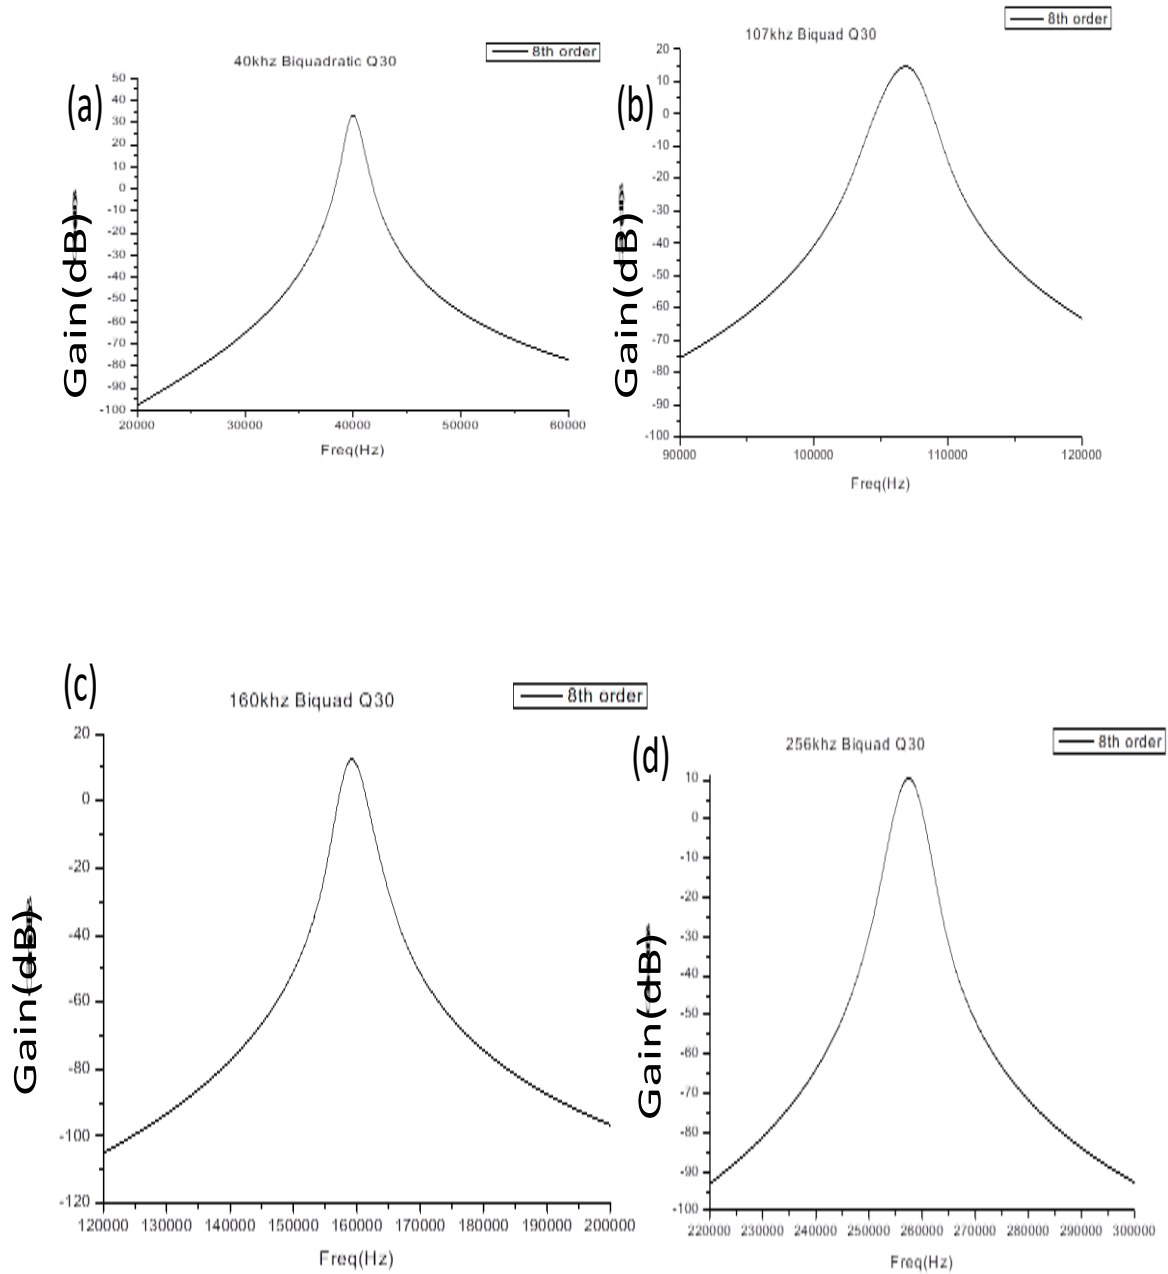 (a)
40khz Biquadratic Q30
8th order
50
40
30
20
10
0
-10
-20
-30
-40
-50
-60
-70
-80
-90
-100
Gain(dB)
20000 30000 40000 50000 60000
Freq(Hz)
(b)
107khz Biquad Q30
8th order
20
10
0
-10
-20
-30
-40
-50
-60
-70
-80
-90
-100
Gain(dB)
90000 100000 110000 120000
Freq(Hz)
(c)
160khz Biquad Q30
8th order
20
0
-20
-40
-60
-80
-100
-120
Gain(dB)
120000 130000 140000 150000 160000 170000 180000 190000 200000
Freq(Hz)
(d)
256khz Biquad Q30
8th order
10
0
-10
-20
-30
-40
-50
-60
-70
-80
-90
-100
Gain(dB)
220000 230000 240000 250000 260000 270000 280000 290000 300000
Freq(Hz)